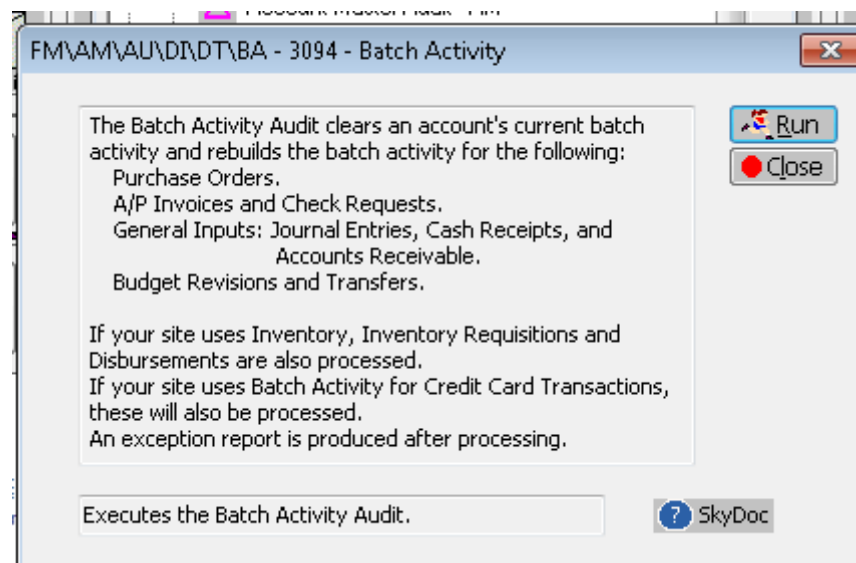 FM\AM\AU\DI\DT\BA - 3094 - Batch Activity
The Batch Activity Audit clears an account's current batch
activity and rebuilds the batch activity for the following:
Purchase Orders.
A/P Invoices and Check Requests.
General Inputs: Journal Entries, Cash Receipts, and
Accounts Receivable.
Budget Revisions and Transfers.
If your site uses Inventory, Inventory Requisitions and
Disbursements are also processed.
If your site uses Batch Activity for Credit Card Transactions,
these will also be processed.
An exception report is produced after processing.
Run
Close
Executes the Batch Activity Audit.
? SkyDoc